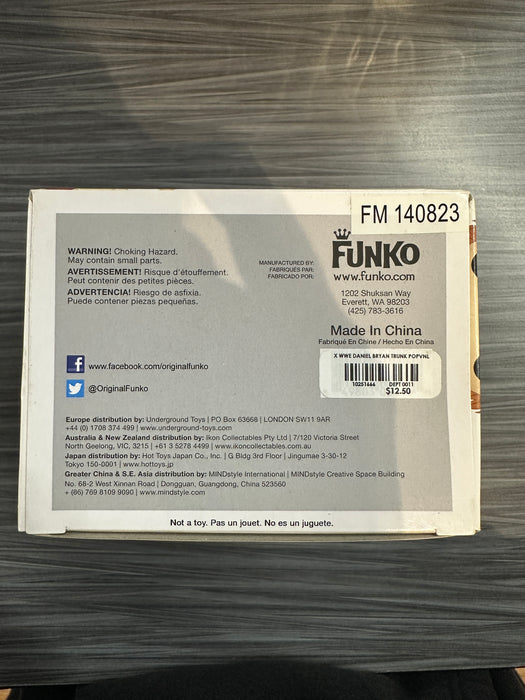 FM 140823
WARNING! Choking Hazard.
May contain small parts.
AVERTISSEMENT! Risque d'étouffement.
Peut contenir des petites pièces.
ADVERTENCIA! Riesgo de asfixia.
Puede contener piezas pequeñas.
MANUFACTURED BY:
FABRIQUÉS PAR:
FABRICADO POR:
FUNKO
www.funko.com
1202 Shuksan Way
Everett, WA 98203
(425) 783-3616
Made In China
Fabriqué En Chine / Hecho En China
X WWE DANIEL BRYAN TRUNK POPVNL
10251666 DEPT 0011
$12.50
f www.facebook.com/originalfunko
@OriginalFunko
Europe distribution by: Underground Toys | PO Box 63668 | LONDON SW11 9AR
+44 (0) 1708 374 499 | www.underground-toys.com
Australia & New Zealand distribution by: Ikon Collectables Pty Ltd | 7/120 Victoria Street
North Geelong, VIC, 3215 | +61 3 5278 4499 | www.ikoncollectables.com.au
Japan distribution by: Hot Toys Japan Co., Inc. | G Bldg 3rd Floor | Jingumae 3-30-12
Tokyo 150-0001 | www.hottoys.jp
Greater China & S.E. Asia distribution by: MINDstyle International | MINDstyle Creative Space Building
No. 68-2 West Xinnan Road | Dongguan, Guangdong, China 523560
+ (86) 769 8109 9090 | www.mindstyle.com
Not a toy. Pas un jouet. No es un juguete.